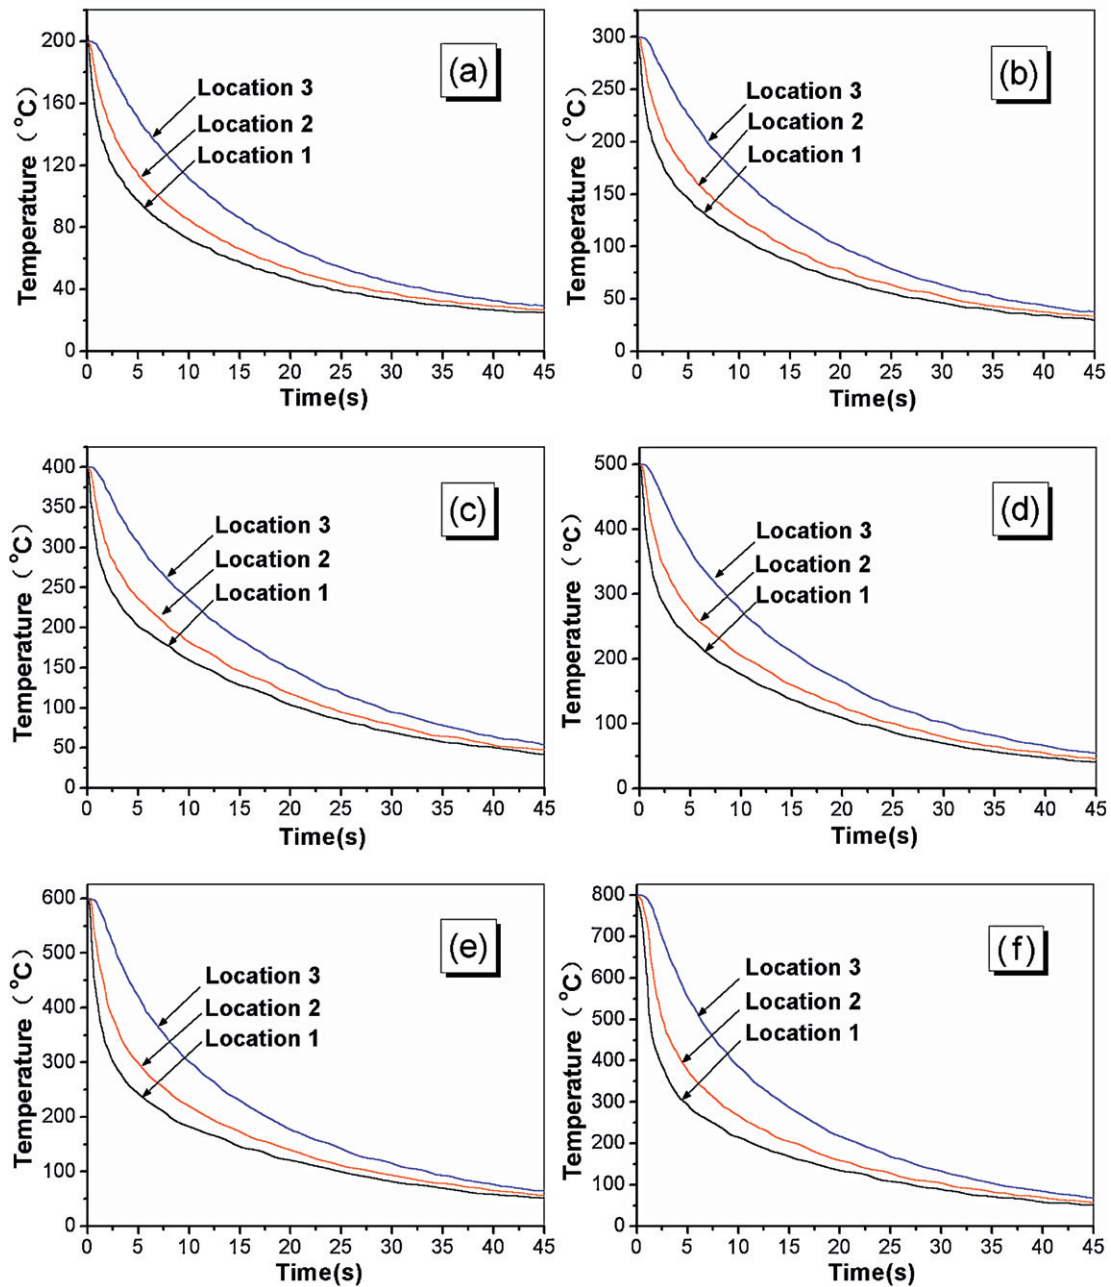 (a)
Temperature (°C)
200
160
120
80
40
0
Location 3
Location 2
Location 1
0 5 10 15 20 25 30 35 40 45
Time(s)
(b)
Temperature (°C)
300
250
200
150
100
50
0
Location 3
Location 2
Location 1
0 5 10 15 20 25 30 35 40 45
Time(s)
(c)
Temperature (°C)
400
350
300
250
200
150
100
50
0
Location 3
Location 2
Location 1
0 5 10 15 20 25 30 35 40 45
Time(s)
(d)
Temperature (°C)
500
400
300
200
100
0
Location 3
Location 2
Location 1
0 5 10 15 20 25 30 35 40 45
Time(s)
(e)
Temperature (°C)
600
500
400
300
200
100
0
Location 3
Location 2
Location 1
0 5 10 15 20 25 30 35 40 45
Time(s)
(f)
Temperature (°C)
800
700
600
500
400
300
200
100
0
Location 3
Location 2
Location 1
0 5 10 15 20 25 30 35 40 45
Time(s)